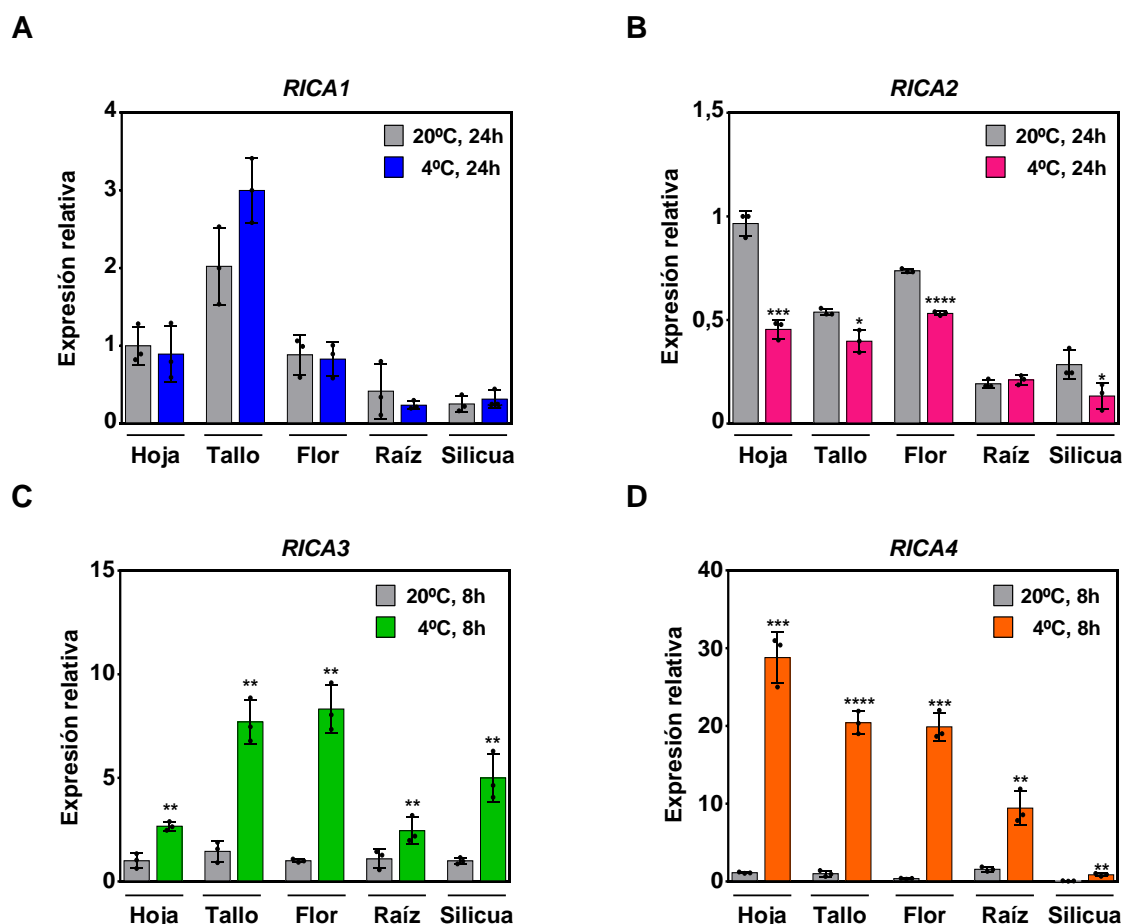 A
RICA1
Expresión relativa
4
3
2
1
0
20ºC, 24h
4ºC, 24h
Hoja Tallo Flor Raíz Silicua
B
RICA2
Expresión relativa
1,5
1
0,5
0
20ºC, 24h
4ºC, 24h
***
*
****
*
Hoja Tallo Flor Raíz Silicua
C
RICA3
Expresión relativa
15
10
5
0
20ºC, 8h
4ºC, 8h
**
**
**
**
**
Hoja Tallo Flor Raíz Silicua
D
RICA4
Expresión relativa
40
30
20
10
0
20ºC, 8h
4ºC, 8h
***
****
***
**
**
Hoja Tallo Flor Raíz Silicua